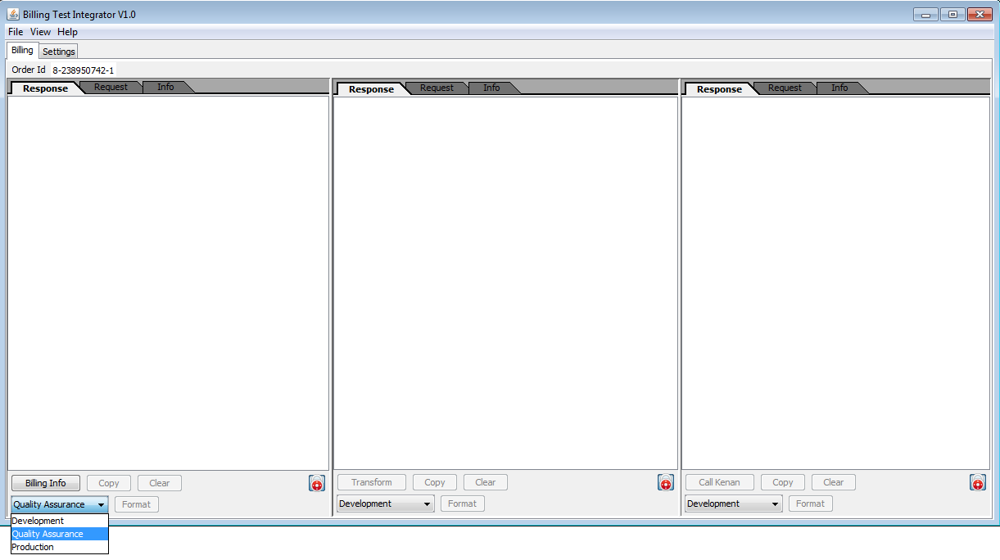 Billing Test Integrator V1.0
File View Help
Billing Settings
Order Id 8-238950742-1
Response Request Info Response Request Info Response Request Info
Billing Info Copy Clear Transform Copy Clear Call Kenan Copy Clear
Quality Assurance Format Development Format Development Format
Development
Quality Assurance
Production